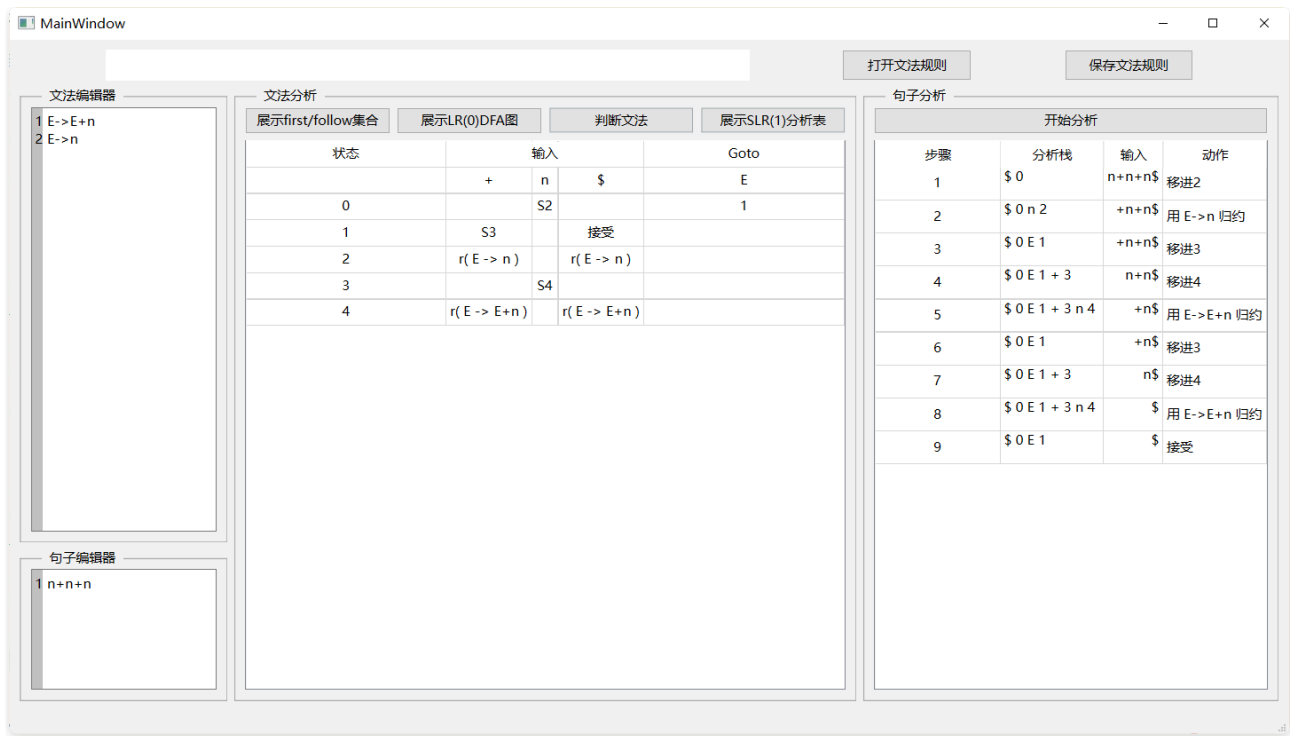 MainWindow
打开文法规则 保存文法规则
文法编辑器
1 E->E+n
2 E->n
句子编辑器
1 n+n+n
文法分析
展示first/follow集合 展示LR(0)DFA图 判断文法 展示SLR(1)分析表
状态 输入 Goto
+ n $ E
0 S2 1
1 S3 接受
2 r( E -> n ) r( E -> n )
3 S4
4 r( E -> E+n ) r( E -> E+n )
句子分析
开始分析
步骤 分析栈 输入 动作
1 $ 0 n+n+n$ 移进2
2 $ 0 n 2 +n+n$ 用 E->n 归约
3 $ 0 E 1 +n+n$ 移进3
4 $ 0 E 1 + 3 n+n$ 移进4
5 $ 0 E 1 + 3 n 4 +n$ 用 E->E+n 归约
6 $ 0 E 1 +n$ 移进3
7 $ 0 E 1 + 3 n$ 移进4
8 $ 0 E 1 + 3 n 4 $ 用 E->E+n 归约
9 $ 0 E 1 $ 接受